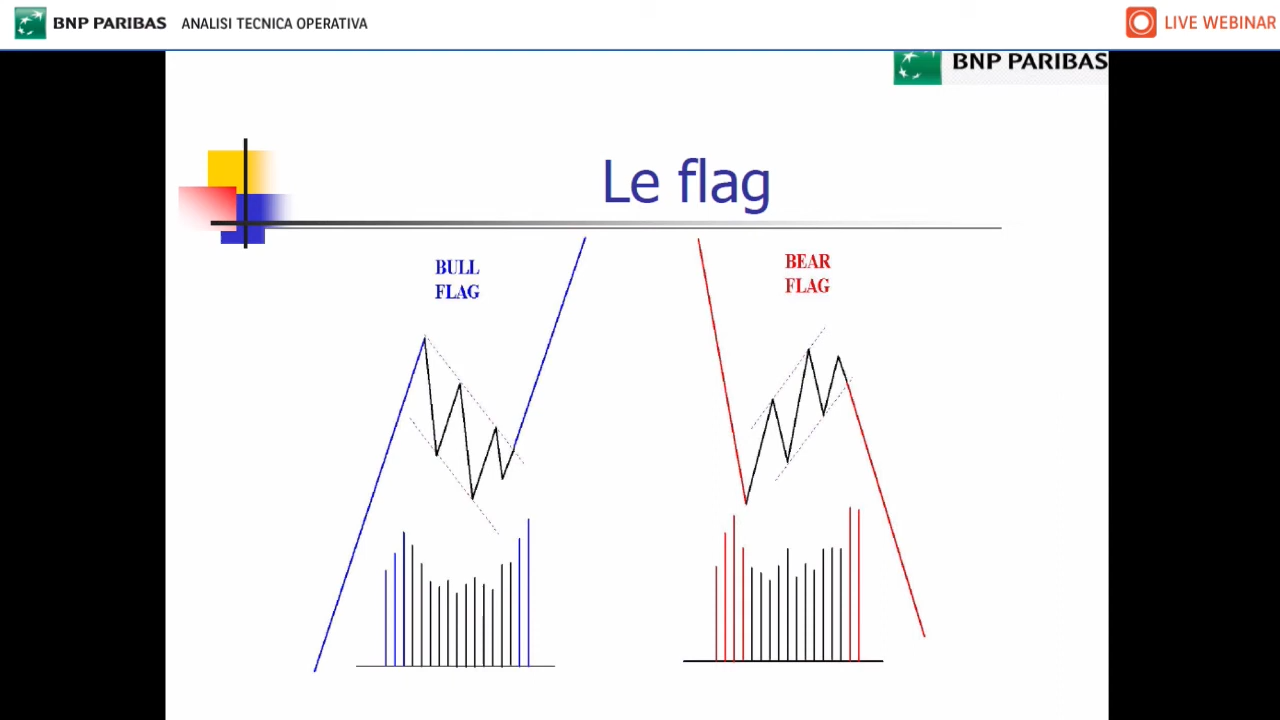 BNP PARIBAS ANALISI TECNICA OPERATIVA
LIVE WEBINAR
BNP PARIBAS
Le flag
BULL
FLAG
BEAR
FLAG